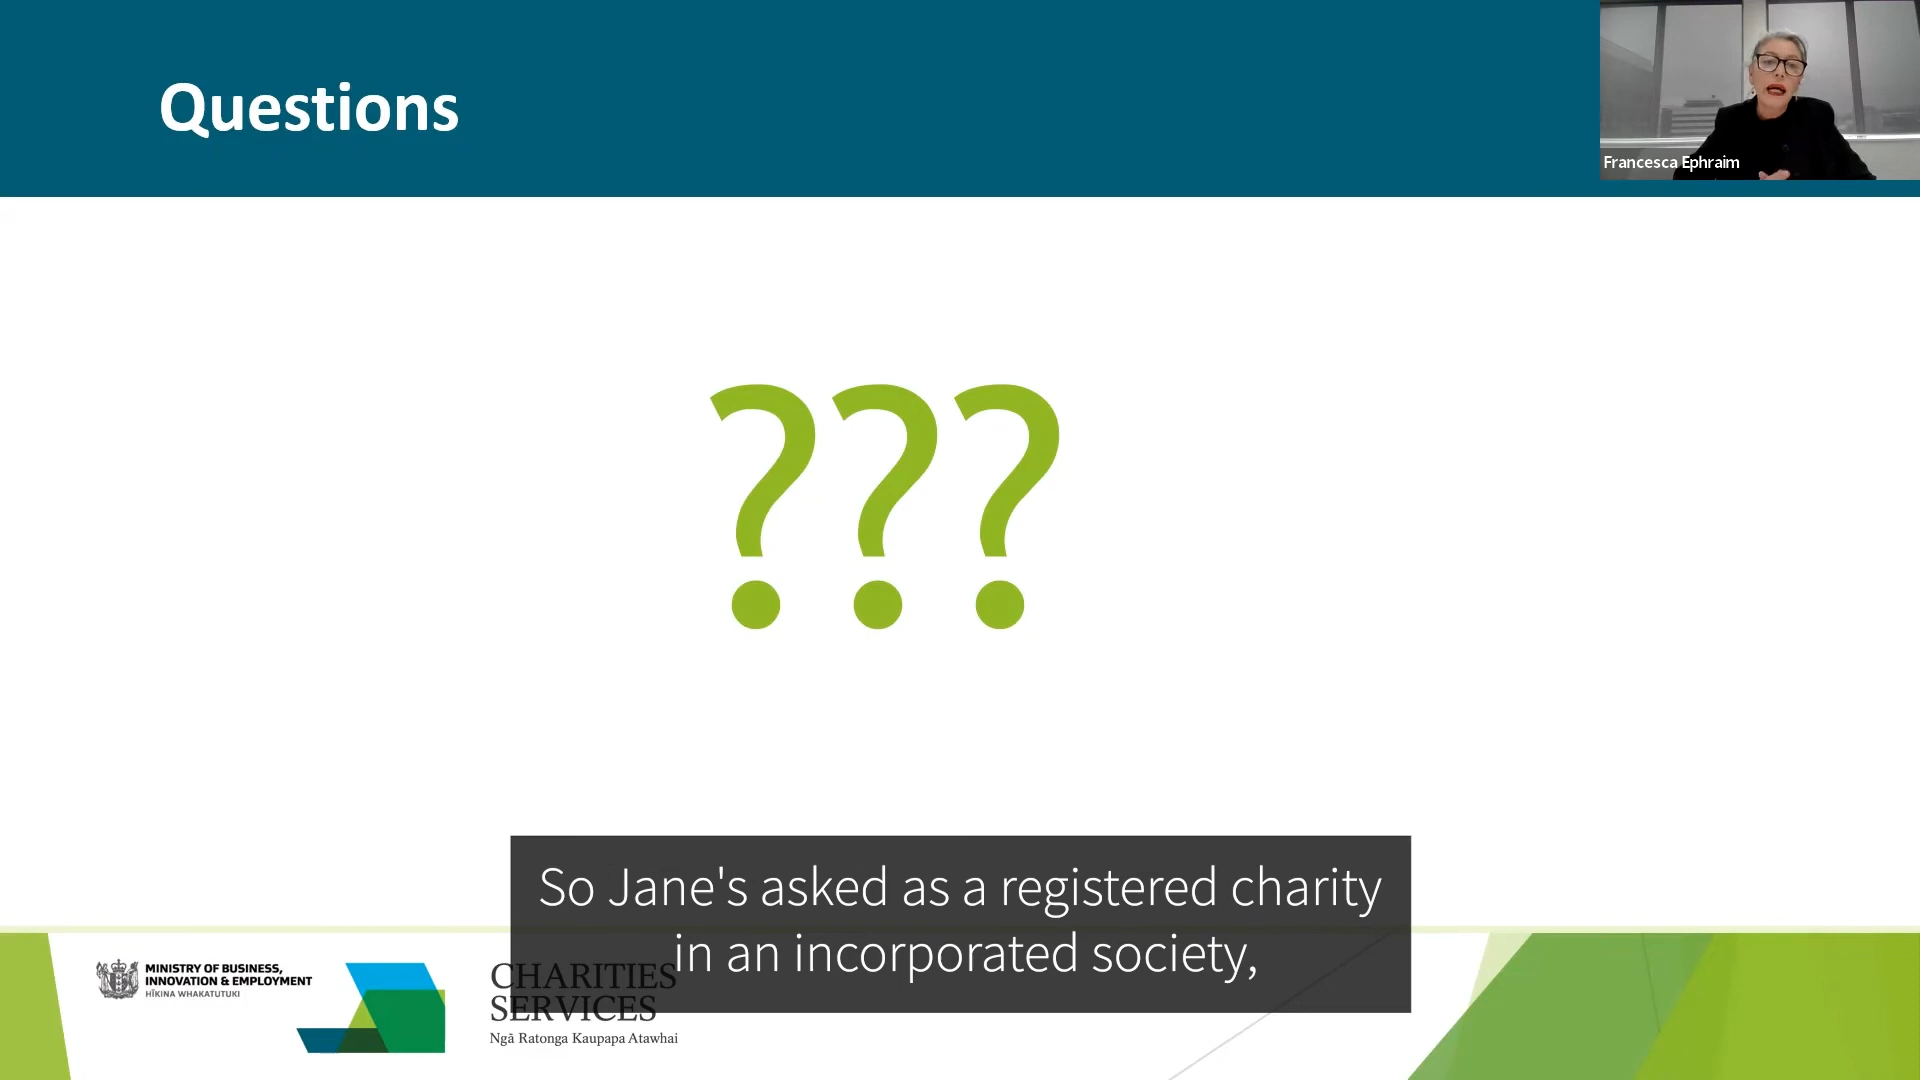 Questions
Francesca Ephraim
???
So Jane's asked as a registered charity
in an incorporated society,
MINISTRY OF BUSINESS,
INNOVATION & EMPLOYMENT
HĪKINA WHAKATUTUKI
CHARITIES
SERVICES
Ngā Ratonga Kaupapa Atawhai